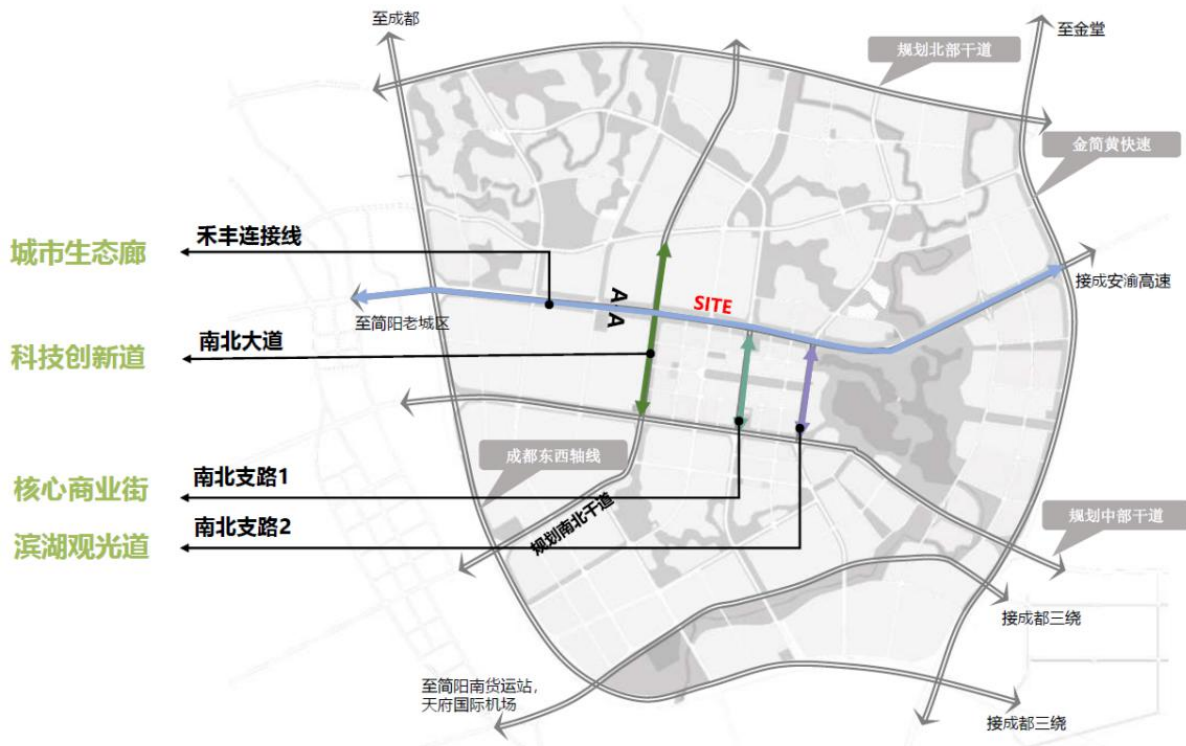 至成都
至金堂
规划北部干道
金简黄快速
禾丰连接线
城市生态廊
接成安渝高速
A-A
SITE
至简阳老城区
南北大道
科技创新道
成都东西轴线
南北支路1
核心商业街
规划南北干道
规划中部干道
南北支路2
滨湖观光道
接成都三绕
至简阳南货运站,
天府国际机场
接成都三绕